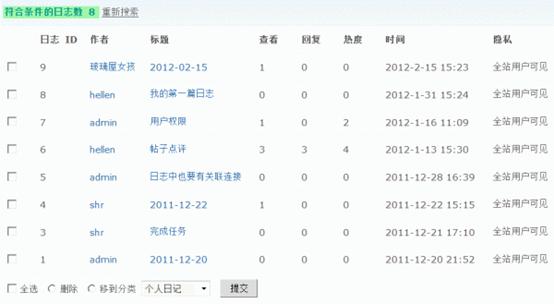 符合条件的日志数 8 重新搜索
日志 ID 作者 标题 查看 回复 热度 时间 隐私
9 玻璃屋女孩 2012-02-15 1 0 0 2012-2-15 15:23 全站用户可见
8 hellen 我的第一篇日志 0 0 0 2012-1-31 15:24 全站用户可见
7 admin 用户权限 1 0 2 2012-1-16 11:09 全站用户可见
6 hellen 帖子点评 3 3 4 2012-1-13 15:30 全站用户可见
5 admin 日志中也要有关联连接 0 0 0 2011-12-28 16:39 全站用户可见
4 shr 2011-12-22 1 0 0 2011-12-22 15:15 全站用户可见
3 shr 完成任务 0 0 0 2011-12-21 17:10 全站用户可见
1 admin 2011-12-20 0 0 0 2011-12-20 21:52 全站用户可见
全选 删除 移到分类 个人日记 提交